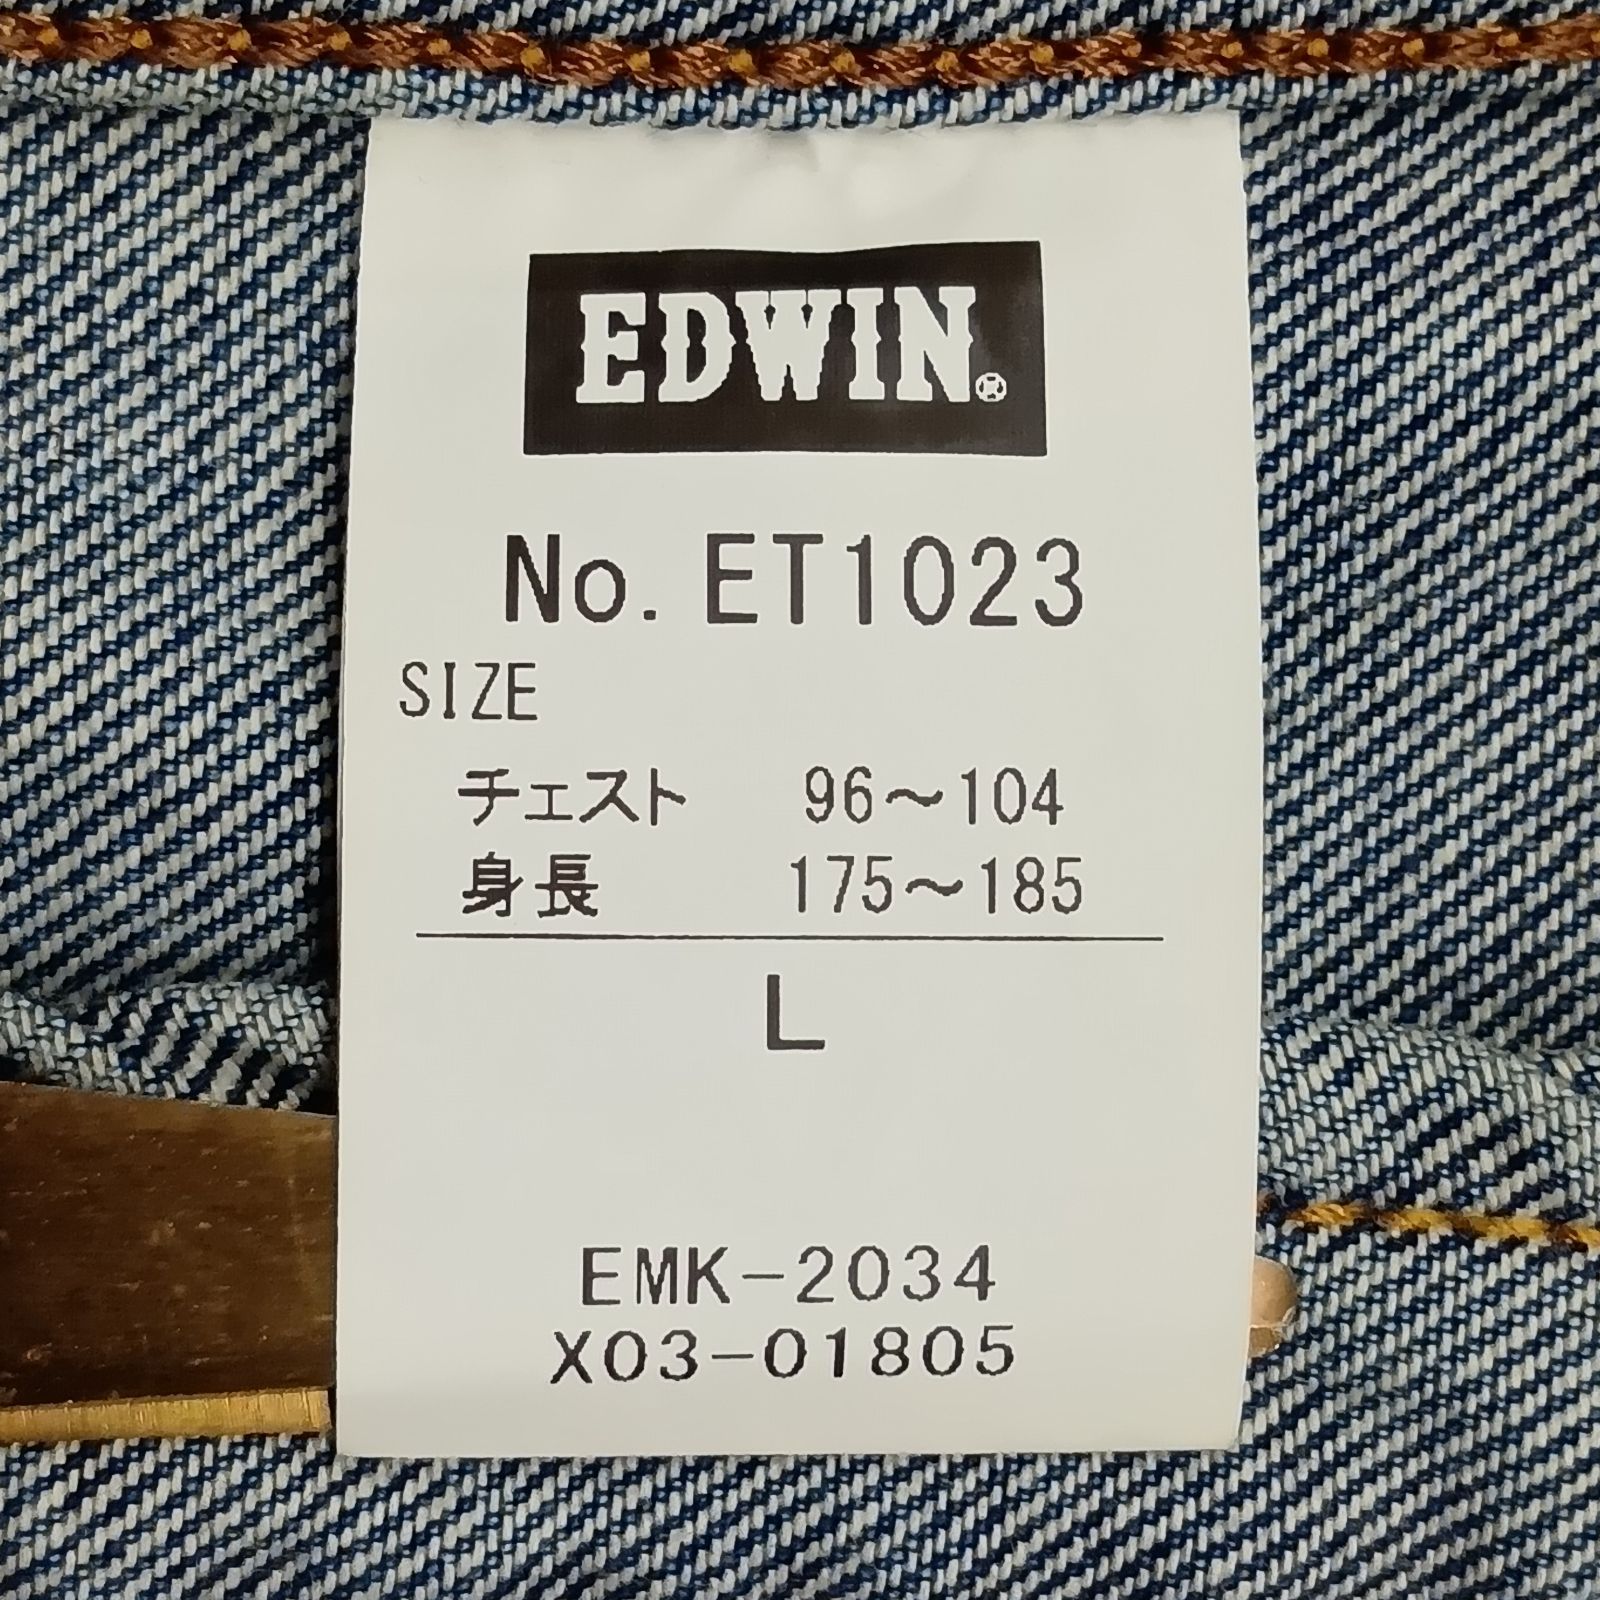 EDWIN®
No. ET1023
SIZE
チェスト 96〜104
身長 175〜185
L
EMK-2034
X03-01805